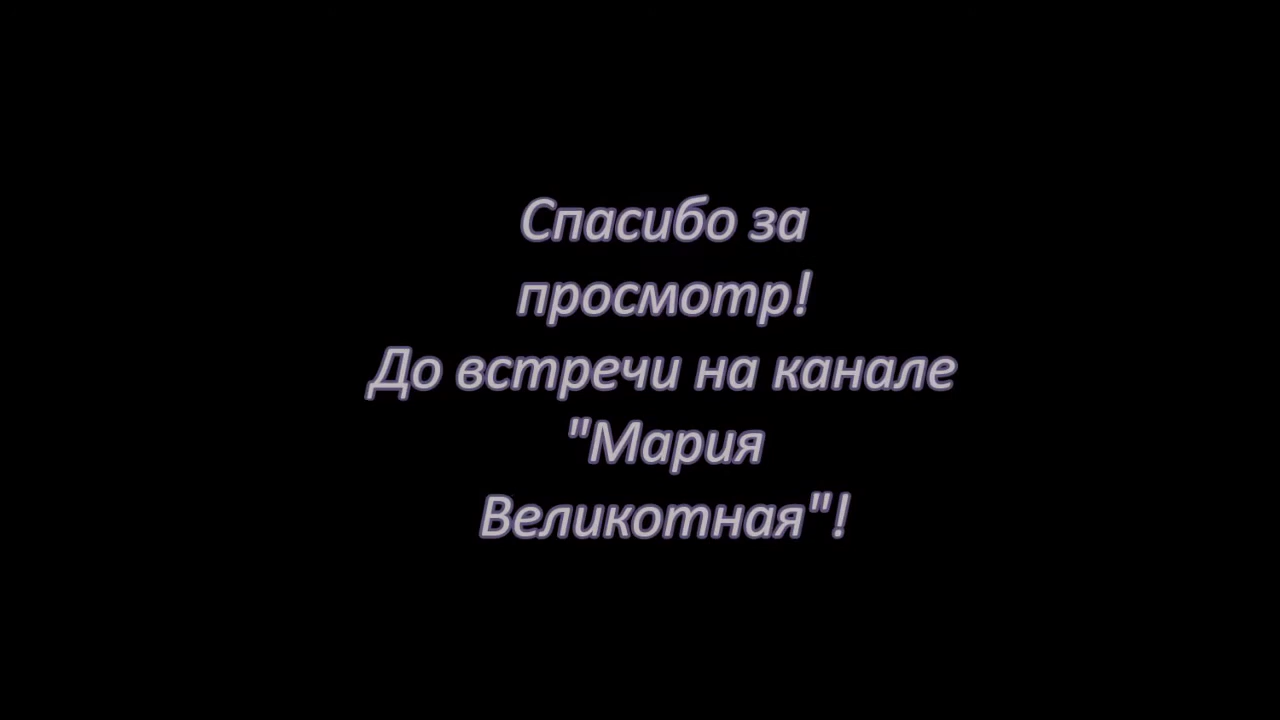 Спасибо за
просмотр!
До встречи на канале
"Мария
Великотная"!